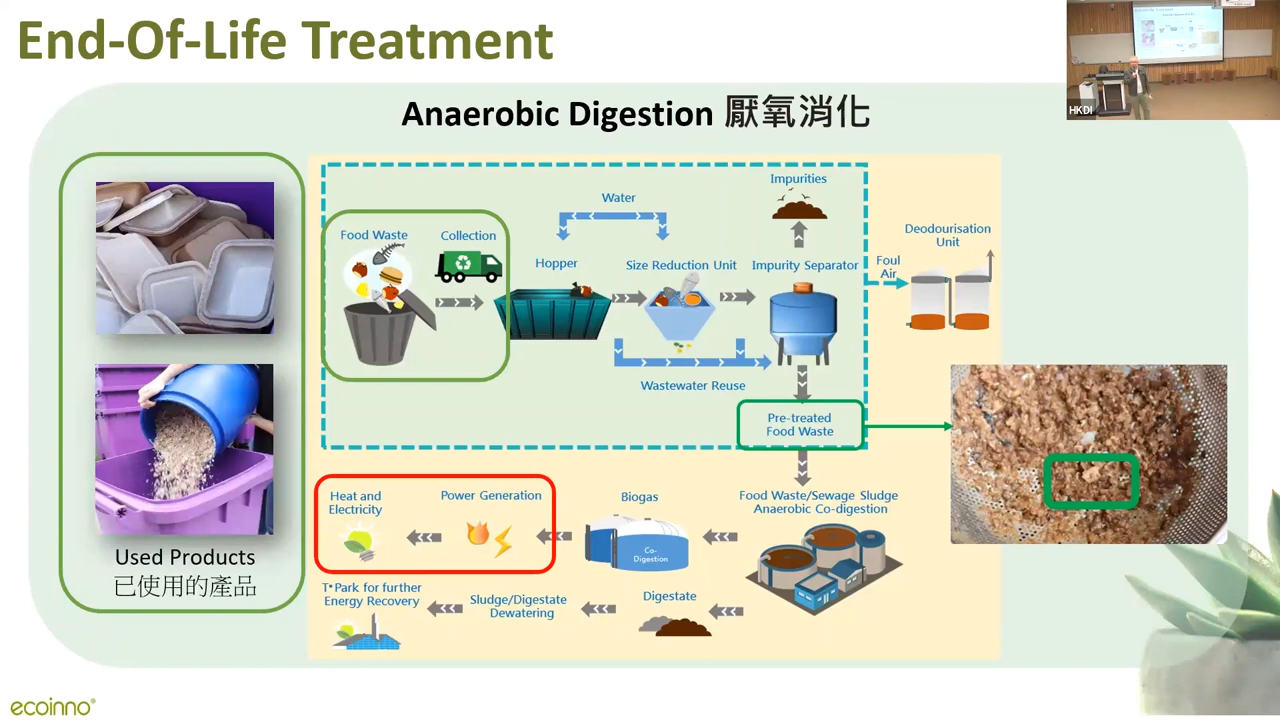 End-Of-Life Treatment
HKDI
Anaerobic Digestion 厭氧消化
Food Waste
Collection
Water
Hopper
Size Reduction Unit
Impurities
Impurity Separator
Foul
Air
Deodourisation
Unit
Wastewater Reuse
Pre-treated
Food Waste
Used Products
已使用的產品
Heat and
Electricity
Power Generation
Biogas
Co-
Digestion
Food Waste/Sewage Sludge
Anaerobic Co-digestion
T•Park for further
Energy Recovery
Sludge/Digestate
Dewatering
Digestate
ecoinno®